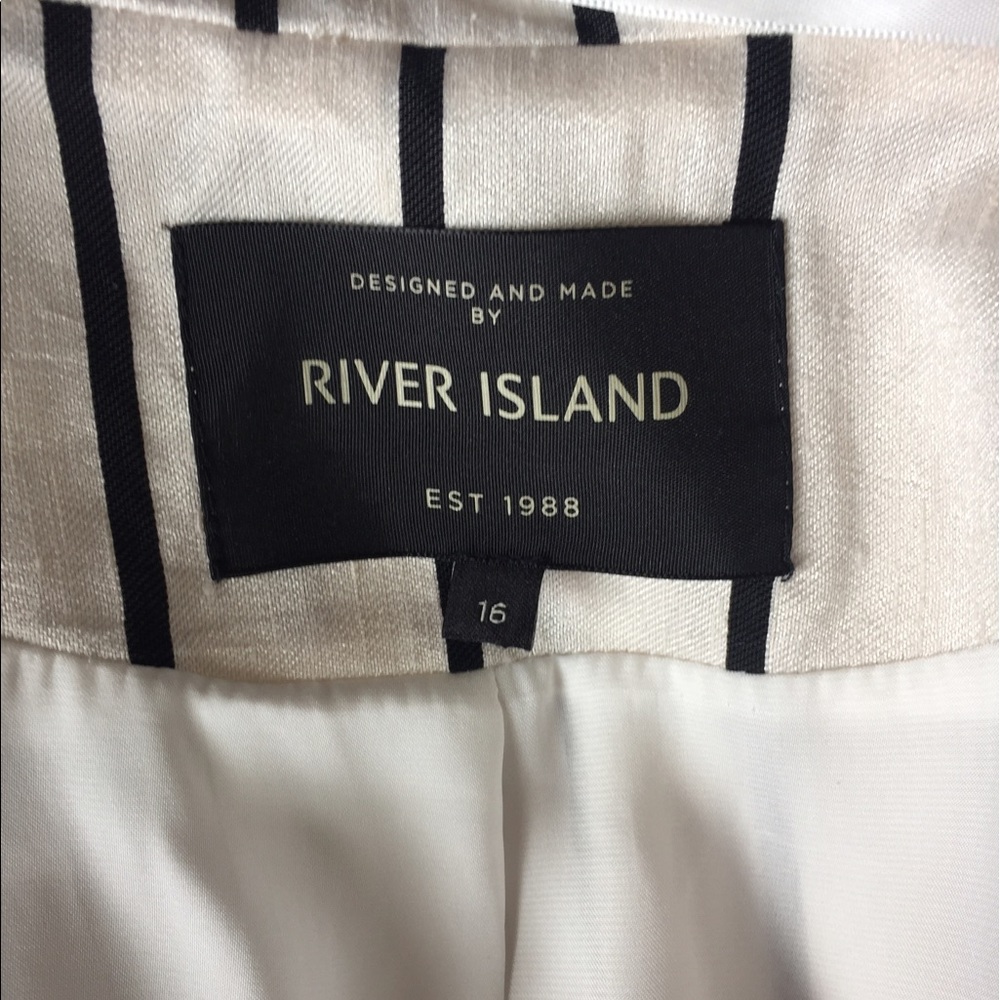 DESIGNED AND MADE
BY
RIVER ISLAND
EST 1988
16